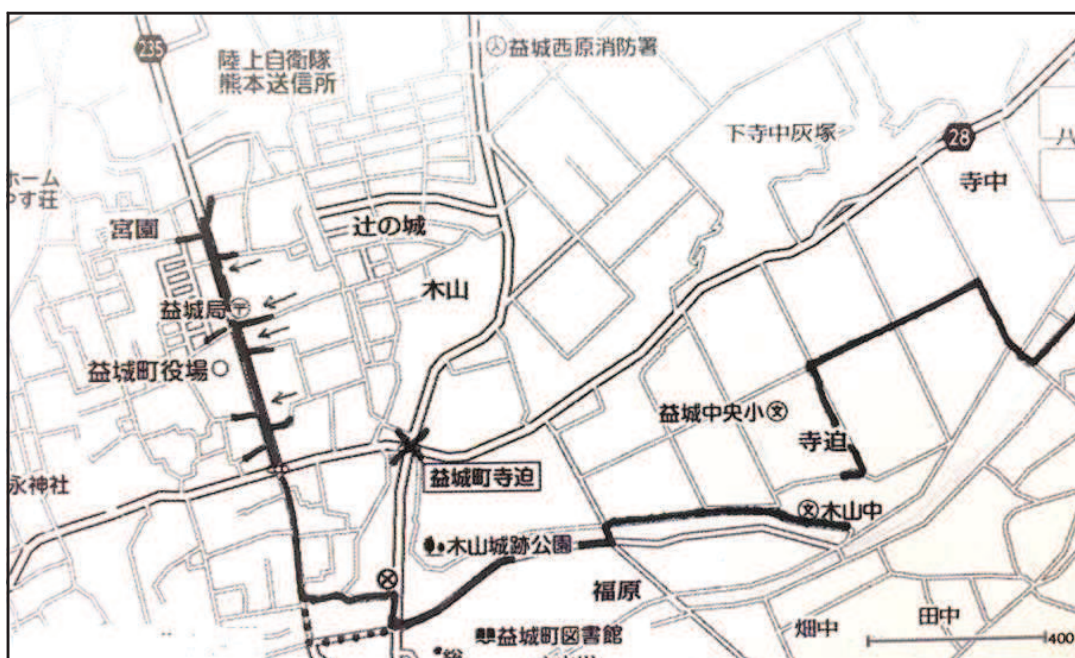 235
陸上自衛隊
熊本送信所
益城西原消防署
下寺中灰塚
28
八
寺中
ホーム
やす荘
宮園
辻の城
木山
益城局
益城町役場
益城中央小
文
寺迫
永神社
益城町寺迫
文
木山中
木山城跡公園
福原
益城町図書館
畑中
田中
400